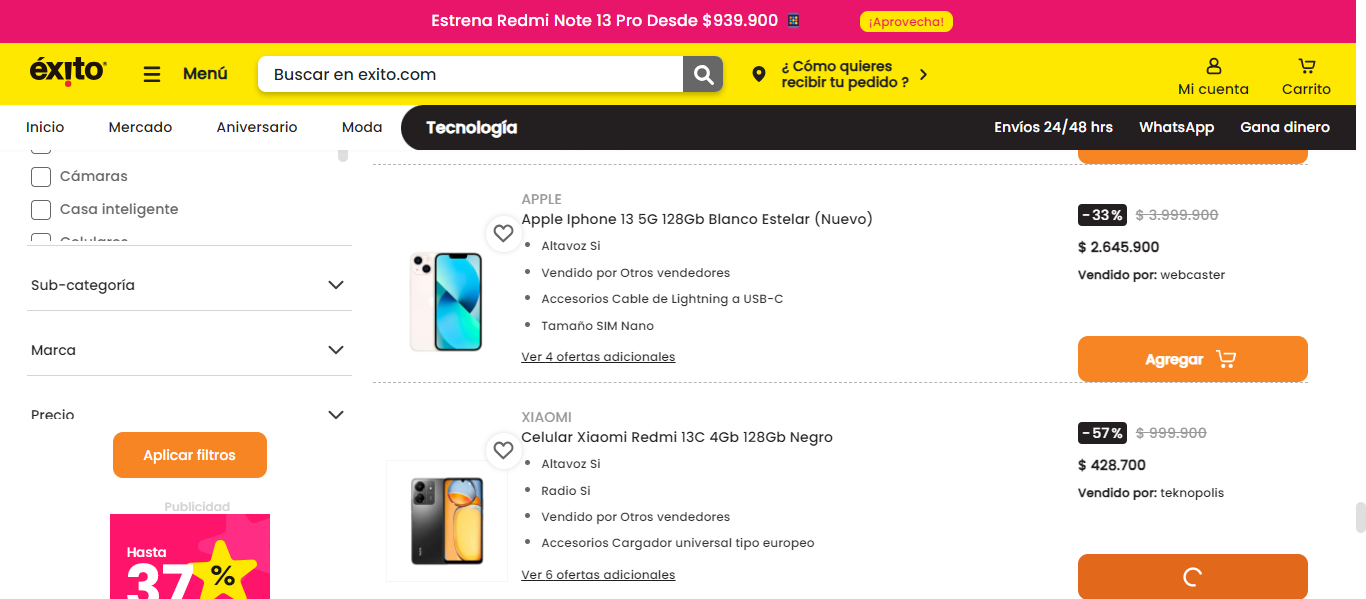 Estrena Redmi Note 13 Pro Desde $939.900
¡Aprovecha!
éxito
Menú
Buscar en exito.com
¿ Cómo quieres
recibir tu pedido ?
Mi cuenta
Carrito
Inicio
Mercado
Aniversario
Moda
Tecnología
Envíos 24/48 hrs
WhatsApp
Gana dinero
Cámaras
Casa inteligente
Celulares
Sub-categoría
Marca
Precio
Aplicar filtros
Publicidad
Hasta
37 %
APPLE
Apple Iphone 13 5G 128Gb Blanco Estelar (Nuevo)
Altavoz Si
Vendido por Otros vendedores
Accesorios Cable de Lightning a USB-C
Tamaño SIM Nano
Ver 4 ofertas adicionales
-33% $ 3.999.900
$ 2.645.900
Vendido por: webcaster
Agregar
XIAOMI
Celular Xiaomi Redmi 13C 4Gb 128Gb Negro
Altavoz Si
Radio Si
Vendido por Otros vendedores
Accesorios Cargador universal tipo europeo
Ver 6 ofertas adicionales
-57% $ 999.900
$ 428.700
Vendido por: teknopolis